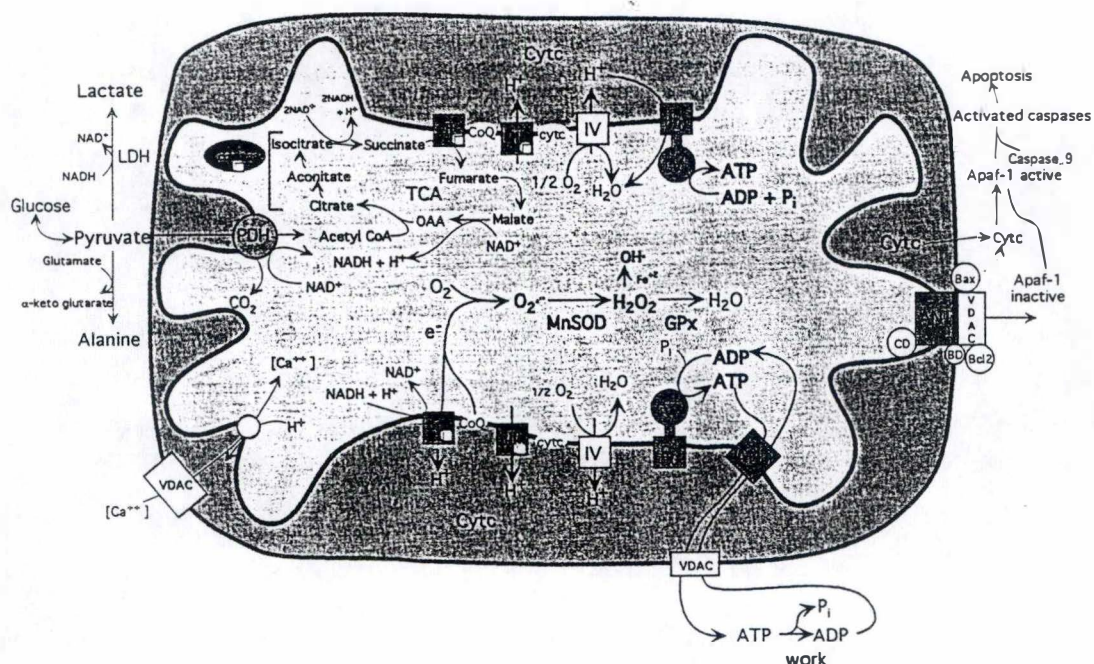 Cytc
Apoptosis
Activated caspases
Caspase_9
Apaf-1 active
Cytc
Apaf-1
inactive
Lactate
NAD⁺
LDH
NADH
Glucose
Pyruvate
Glutamate
α-keto glutarate
Alanine
2NAD⁺
2NADH
+ H⁺
Isocitrate
Succinate
Aconitate
Citrate
Fumarate
TCA
OAA
Malate
NAD⁺
PDH
Acetyl CoA
NADH + H⁺
NAD⁺
CO₂
CoQ
H⁺
cytc
H⁺
IV
1/2 O₂
H₂O
ATP
ADP + Pᵢ
Cytc
OH•
Fe⁺²
O₂
O₂•⁻
H₂O₂
H₂O
MnSOD
GPx
e⁻
[Ca⁺⁺]
H⁺
VDAC
[Ca⁺⁺]
NAD⁺
NADH + H⁺
CoQ
cytc
1/2 O₂
H₂O
IV
H⁺
H⁺
H⁺
Cytc
Pᵢ
ADP
ATP
Bax
VDAC
CD
BD
Bcl2
VDAC
ATP
Pᵢ
ADP
work